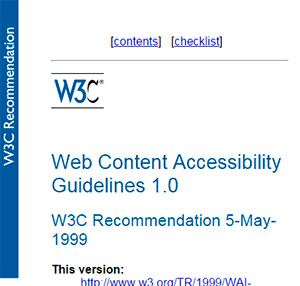 W3C Recommendation
[contents] [checklist]
W3C®
Web Content Accessibility
Guidelines 1.0
W3C Recommendation 5-May-
1999
This version:
http://www.w3.org/TR/1999/WAI-